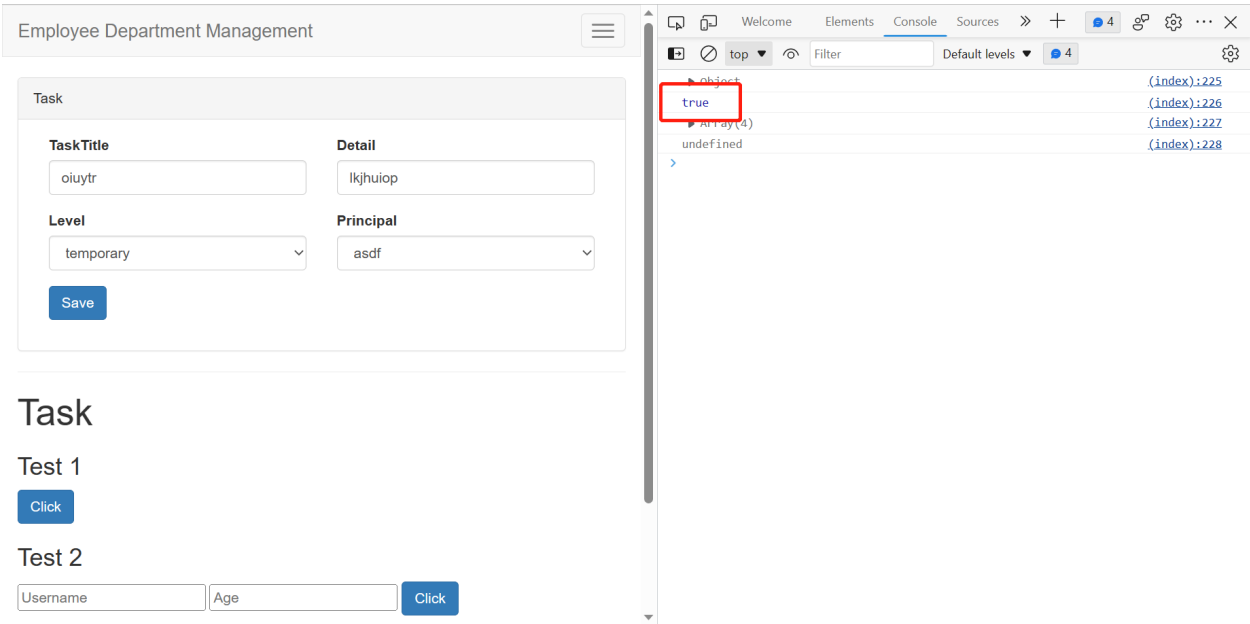 Employee Department Management
Task
TaskTitle Detail
oiuytr lkjhuiop
Level Principal
temporary asdf
Save
Task
Test 1
Click
Test 2
Username Age Click
Welcome Elements Console Sources 4
top Filter Default levels 4
Object (index):225
true (index):226
Array(4) (index):227
undefined (index):228